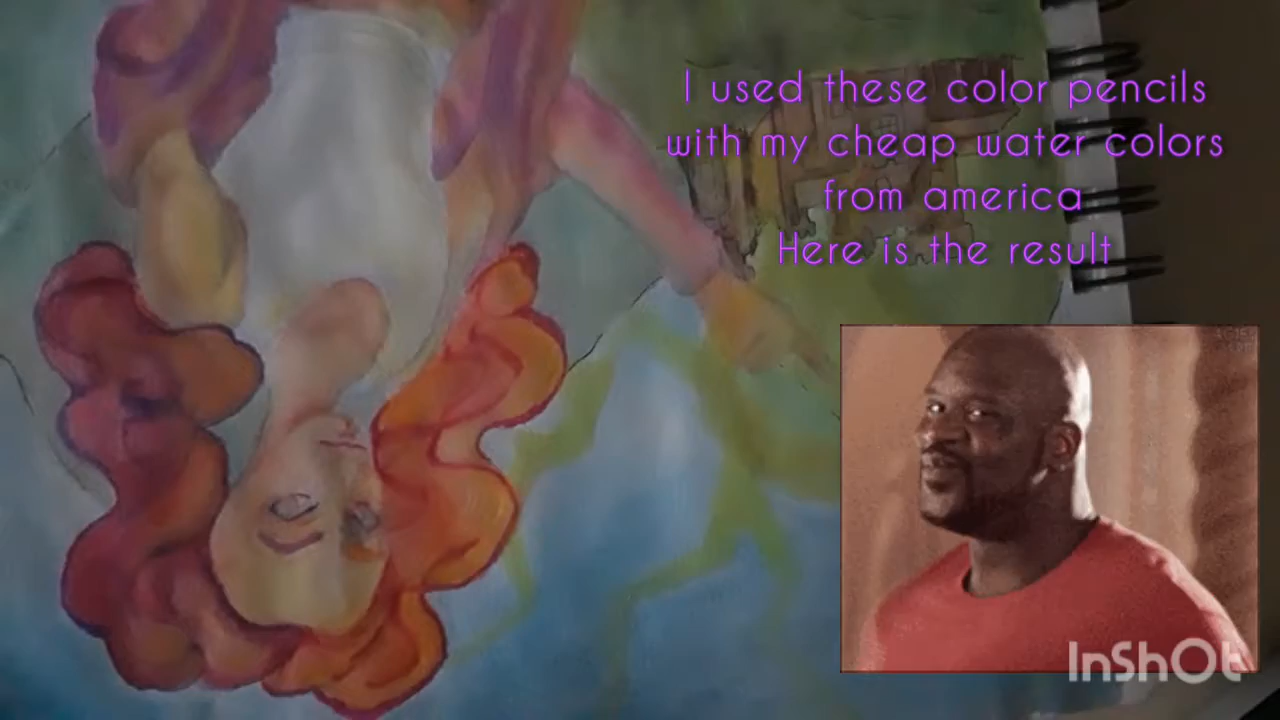 I used these color pencils
with my cheap water colors
from america
Here is the result
InShOt